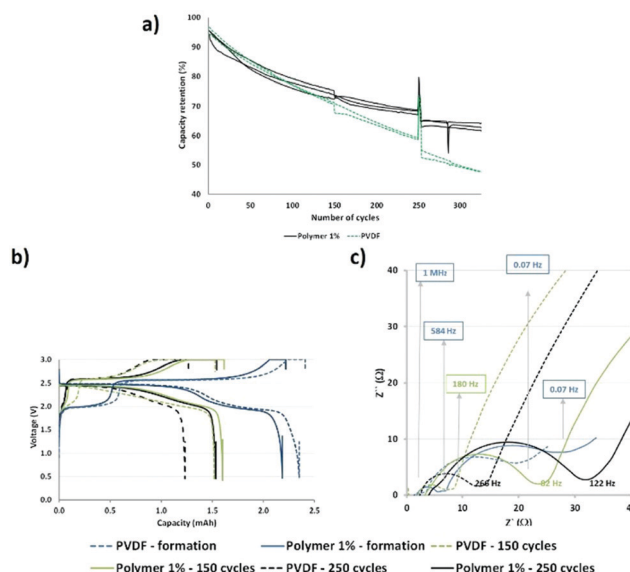 a)
100
90
80
70
60
50
40
Capacity retention (%)
0 50 100 150 200 250 300
Number of cycles
Polymer 1% PVDF
b)
3.0
2.5
2.0
1.5
1.0
0.5
0.0
Voltage (V)
0.0 0.5 1.0 1.5 2.0 2.5
Capacity (mAh)
c)
40
30
20
10
0
Z`` (Ω)
1 MHz
584 Hz
180 Hz
0.07 Hz
0.07 Hz
266 Hz 82 Hz 122 Hz
0 10 20 30 40
Z` (Ω)
PVDF - formation Polymer 1% - formation PVDF - 150 cycles
Polymer 1% - 150 cycles PVDF - 250 cycles Polymer 1% - 250 cycles